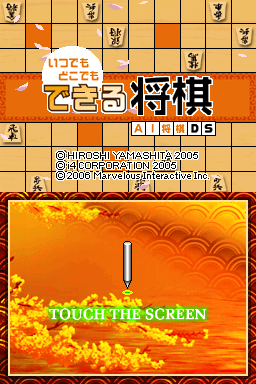 いつでも
どこでも
できる将棋
AI将棋DS
©HIROSHI YAMASHITA 2005
©i4 CORPORATION 2005
©2006 Marvelous Interactive Inc.
TOUCH THE SCREEN